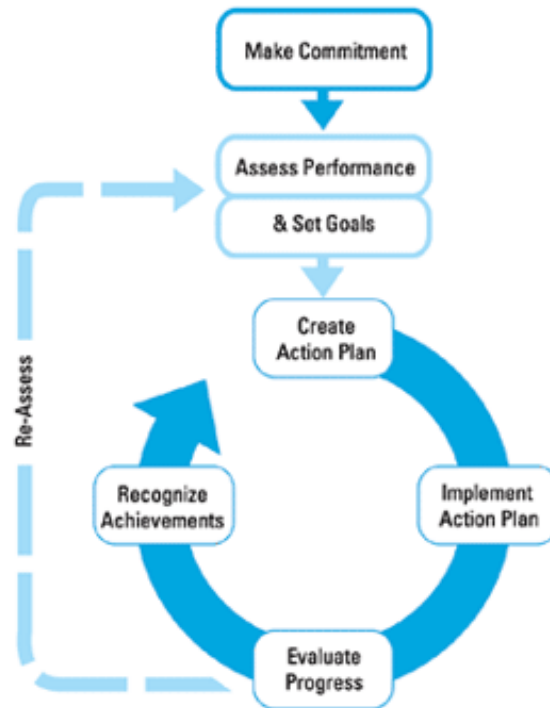 Make Commitment
Assess Performance
& Set Goals
Create
Action Plan
Implement
Action Plan
Evaluate
Progress
Recognize
Achievements
Re-Assess